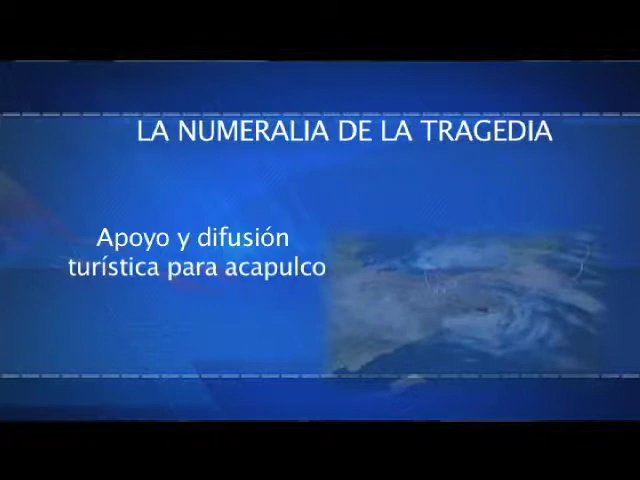 LA NUMERALIA DE LA TRAGEDIA
Apoyo y difusión
turística para acapulco